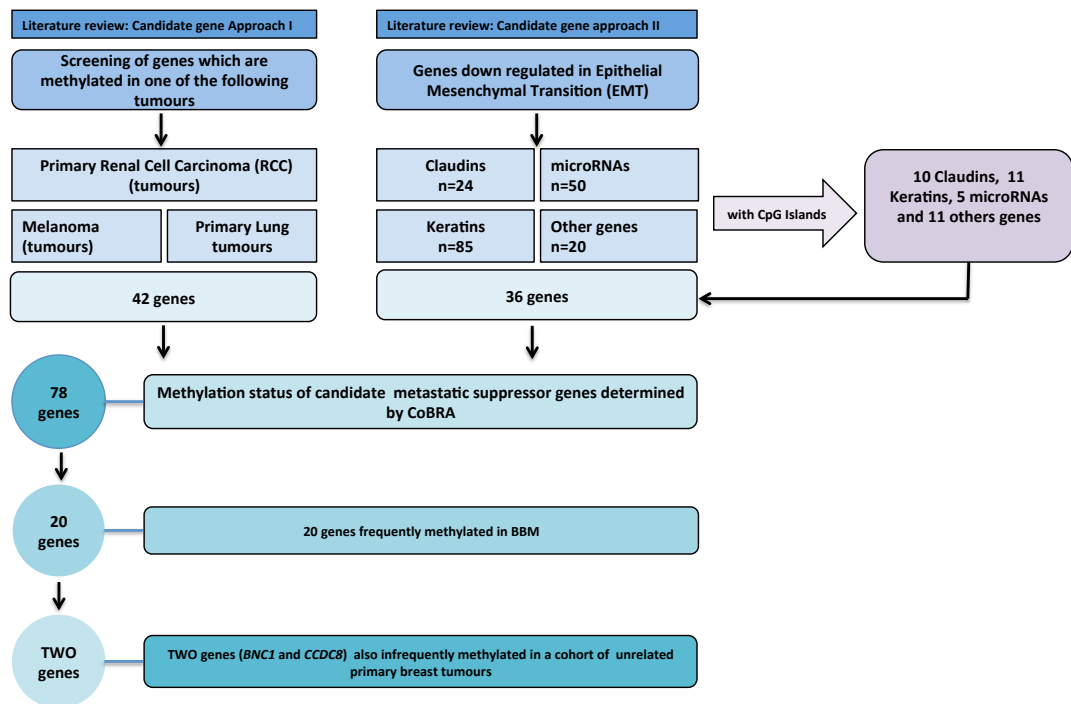 Literature review: Candidate gene Approach I
Screening of genes which are
methylated in one of the following
tumours
Primary Renal Cell Carcinoma (RCC)
(tumours)
Melanoma
(tumours)
Primary Lung
tumours
42 genes
Literature review: Candidate gene approach II
Genes down regulated in Epithelial
Mesenchymal Transition (EMT)
Claudins
n=24
microRNAs
n=50
Keratins
n=85
Other genes
n=20
with CpG Islands
10 Claudins, 11
Keratins, 5 microRNAs
and 11 others genes
36 genes
78
genes
Methylation status of candidate metastatic suppressor genes determined
by CoBRA
20
genes
20 genes frequently methylated in BBM
TWO
genes
TWO genes (BNC1 and CCDC8) also infrequently methylated in a cohort of unrelated
primary breast tumours